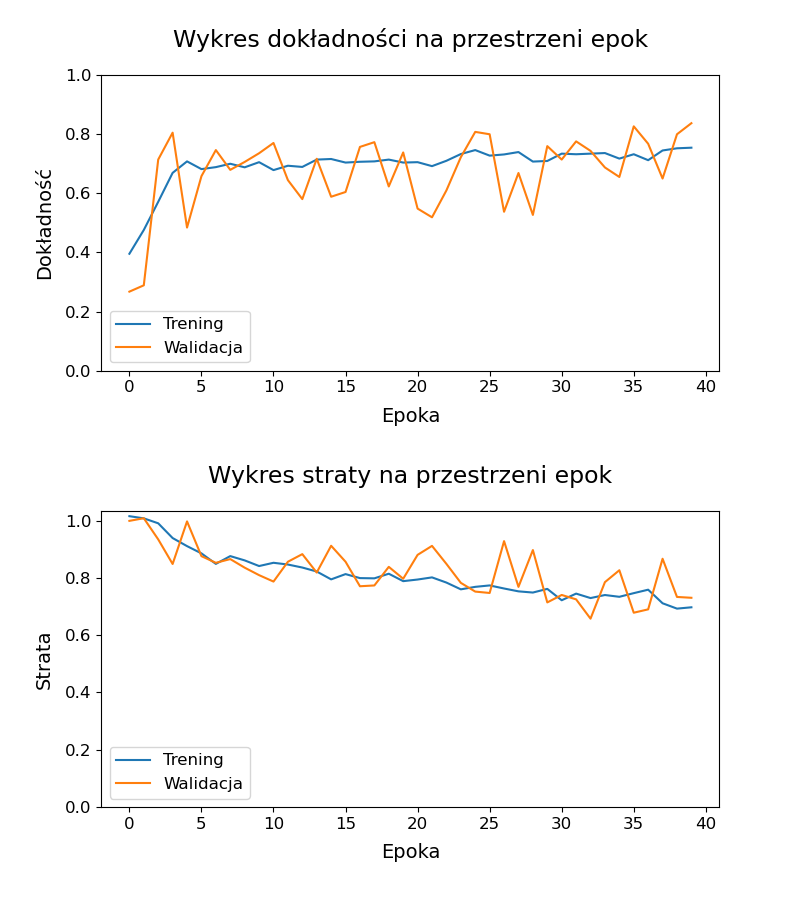 Wykres dokładności na przestrzeni epok
1.0
0.8
0.6
0.4
0.2
0.0
Dokładność
Trening
Walidacja
0 5 10 15 20 25 30 35 40
Epoka
Wykres straty na przestrzeni epok
1.0
0.8
0.6
0.4
0.2
0.0
Strata
Trening
Walidacja
0 5 10 15 20 25 30 35 40
Epoka